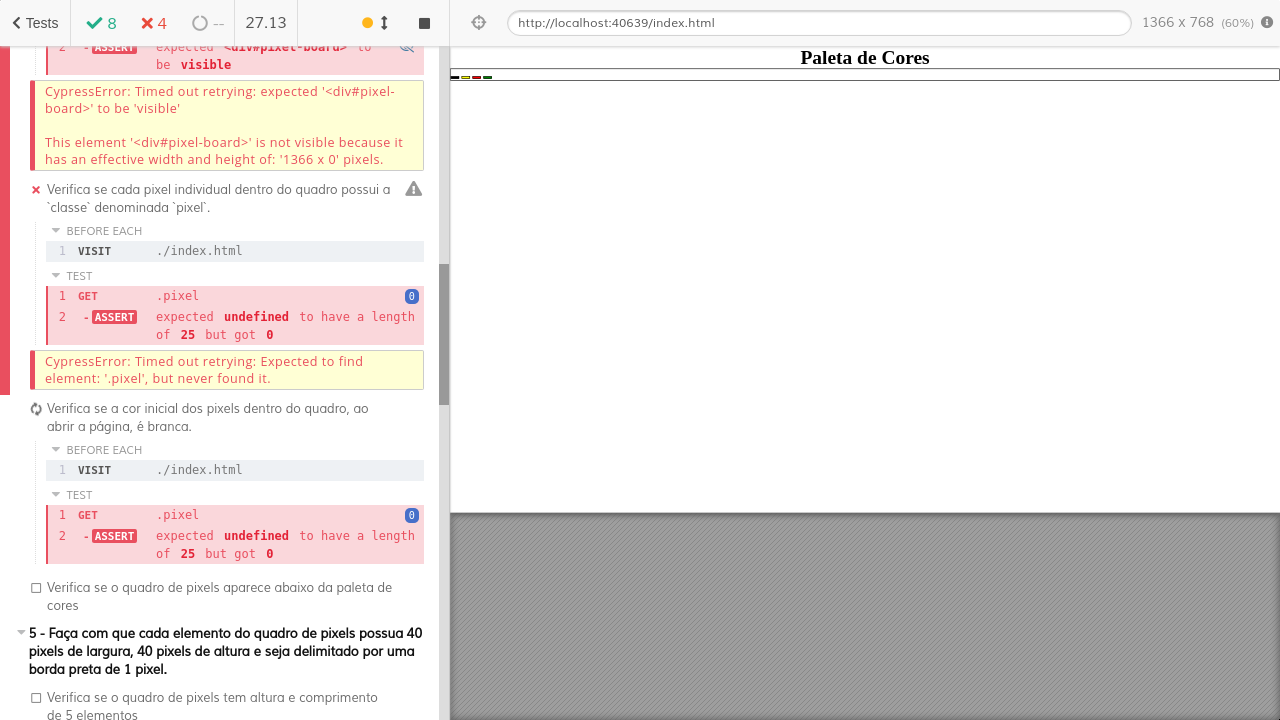 Tests 8 4 -- 27.13
http://localhost:40639/index.html 1366 x 768 (60%)
2 - ASSERT expected <div#pixel-board> to
be visible
CypressError: Timed out retrying: expected '<div#pixel-
board>' to be 'visible'
This element '<div#pixel-board>' is not visible because it
has an effective width and height of: '1366 x 0' pixels.
Verifica se cada pixel individual dentro do quadro possui a
`classe` denominada `pixel`.
BEFORE EACH
1 VISIT ./index.html
TEST
1 GET .pixel 0
2 - ASSERT expected undefined to have a length
of 25 but got 0
CypressError: Timed out retrying: Expected to find
element: '.pixel', but never found it.
Verifica se a cor inicial dos pixels dentro do quadro, ao
abrir a página, é branca.
BEFORE EACH
1 VISIT ./index.html
TEST
1 GET .pixel 0
2 - ASSERT expected undefined to have a length
of 25 but got 0
Verifica se o quadro de pixels aparece abaixo da paleta de
cores
5 - Faça com que cada elemento do quadro de pixels possua 40
pixels de largura, 40 pixels de altura e seja delimitado por uma
borda preta de 1 pixel.
Verifica se o quadro de pixels tem altura e comprimento
de 5 elementos
Paleta de Cores